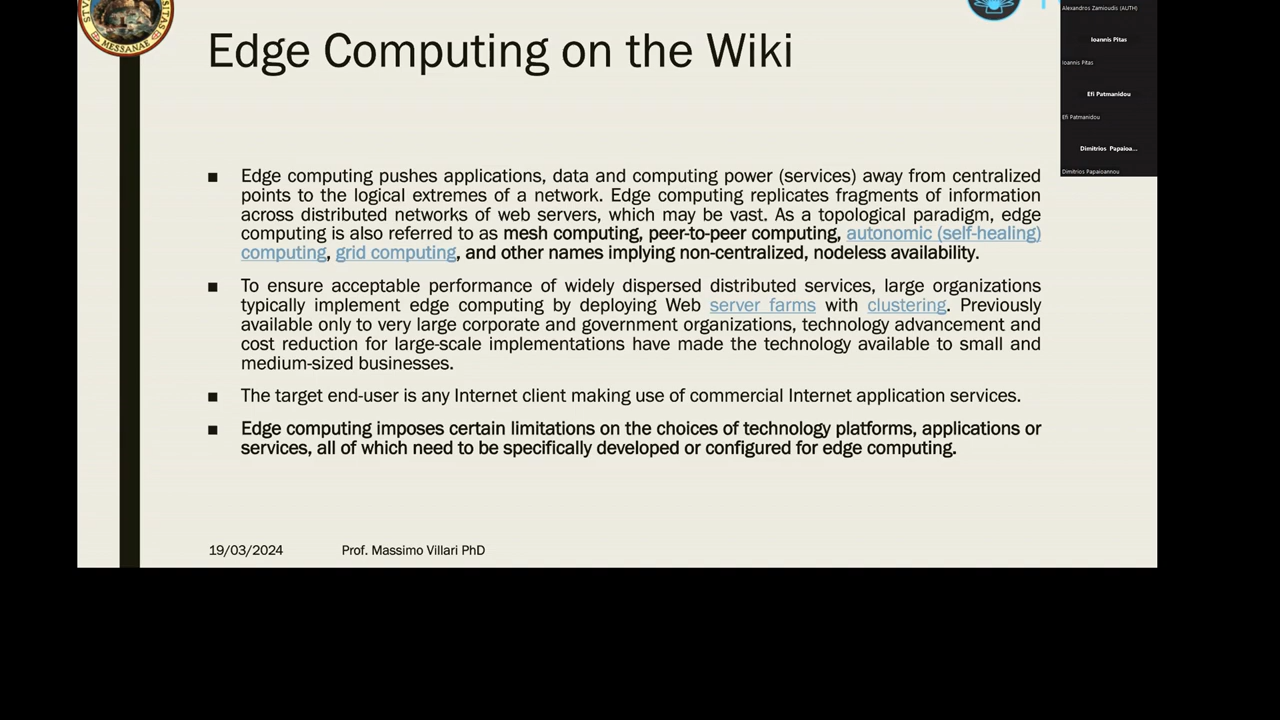 Edge Computing on the Wiki
Edge computing pushes applications, data and computing power (services) away from centralized
points to the logical extremes of a network. Edge computing replicates fragments of information
across distributed networks of web servers, which may be vast. As a topological paradigm, edge
computing is also referred to as mesh computing, peer-to-peer computing, autonomic (self-healing)
computing, grid computing, and other names implying non-centralized, nodeless availability.
To ensure acceptable performance of widely dispersed distributed services, large organizations
typically implement edge computing by deploying Web server farms with clustering. Previously
available only to very large corporate and government organizations, technology advancement and
cost reduction for large-scale implementations have made the technology available to small and
medium-sized businesses.
The target end-user is any Internet client making use of commercial Internet application services.
Edge computing imposes certain limitations on the choices of technology platforms, applications or
services, all of which need to be specifically developed or configured for edge computing.
19/03/2024 Prof. Massimo Villari PhD
MESSANAE
Alexandros Zamioudis (AUTH)
Ioannis Pitas
Ioannis Pitas
Efi Patmanidou
Efi Patmanidou
Dimitrios Papaioa...
Dimitrios Papaioannou